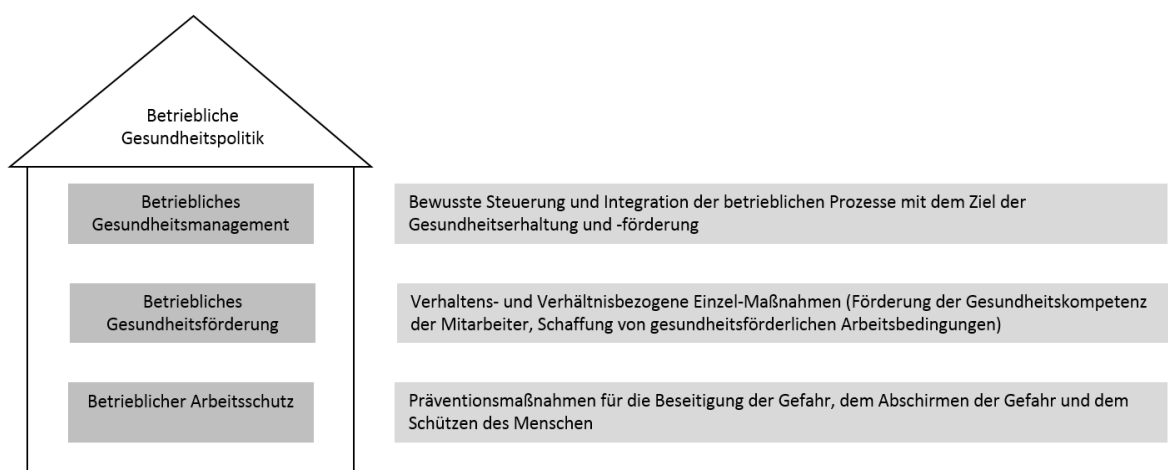 Betriebliche
Gesundheitspolitik
Betriebliches
Gesundheitsmanagement
Bewusste Steuerung und Integration der betrieblichen Prozesse mit dem Ziel der
Gesundheitserhaltung und -förderung
Betriebliches
Gesundheitsförderung
Verhaltens- und Verhältnisbezogene Einzel-Maßnahmen (Förderung der Gesundheitskompetenz
der Mitarbeiter, Schaffung von gesundheitsförderlichen Arbeitsbedingungen)
Betrieblicher Arbeitsschutz
Präventionsmaßnahmen für die Beseitigung der Gefahr, dem Abschirmen der Gefahr und dem
Schützen des Menschen